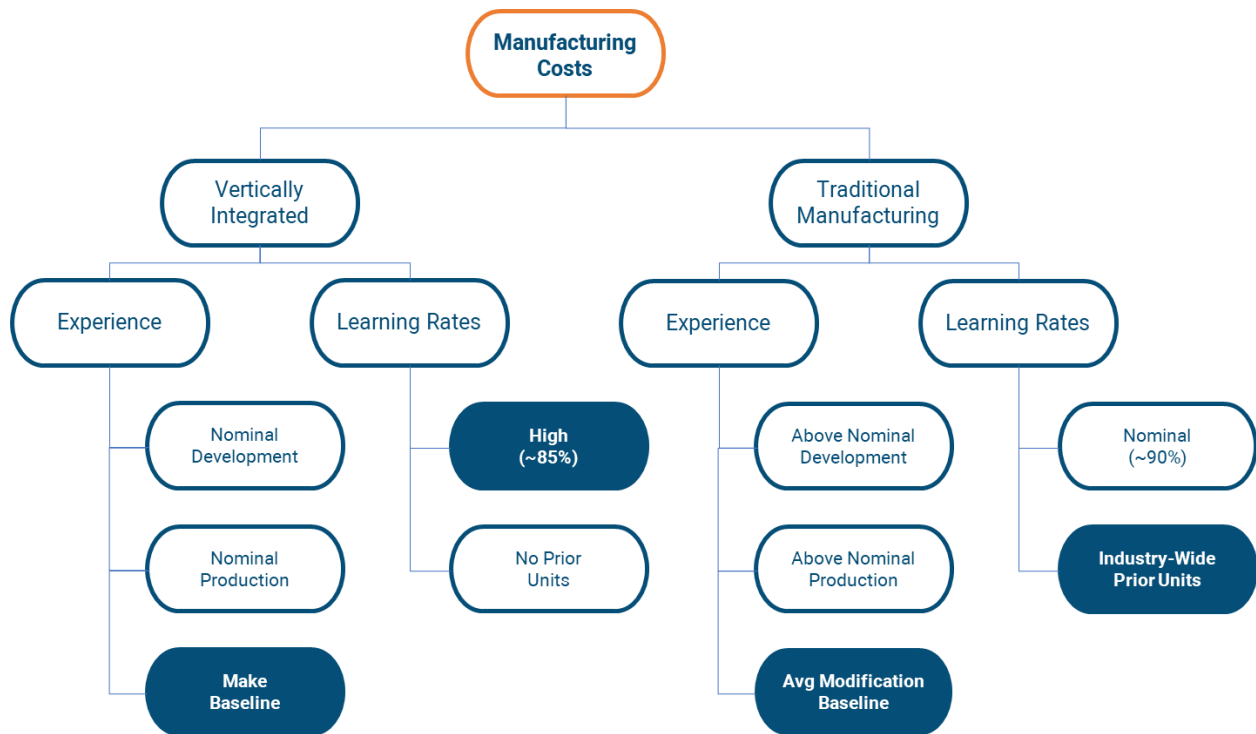 Manufacturing
Costs
Vertically
Integrated
Traditional
Manufacturing
Experience
Learning Rates
Experience
Learning Rates
Nominal
Development
High
(~85%)
Above Nominal
Development
Nominal
(~90%)
Nominal
Production
No Prior
Units
Above Nominal
Production
Industry-Wide
Prior Units
Make
Baseline
Avg Modification
Baseline